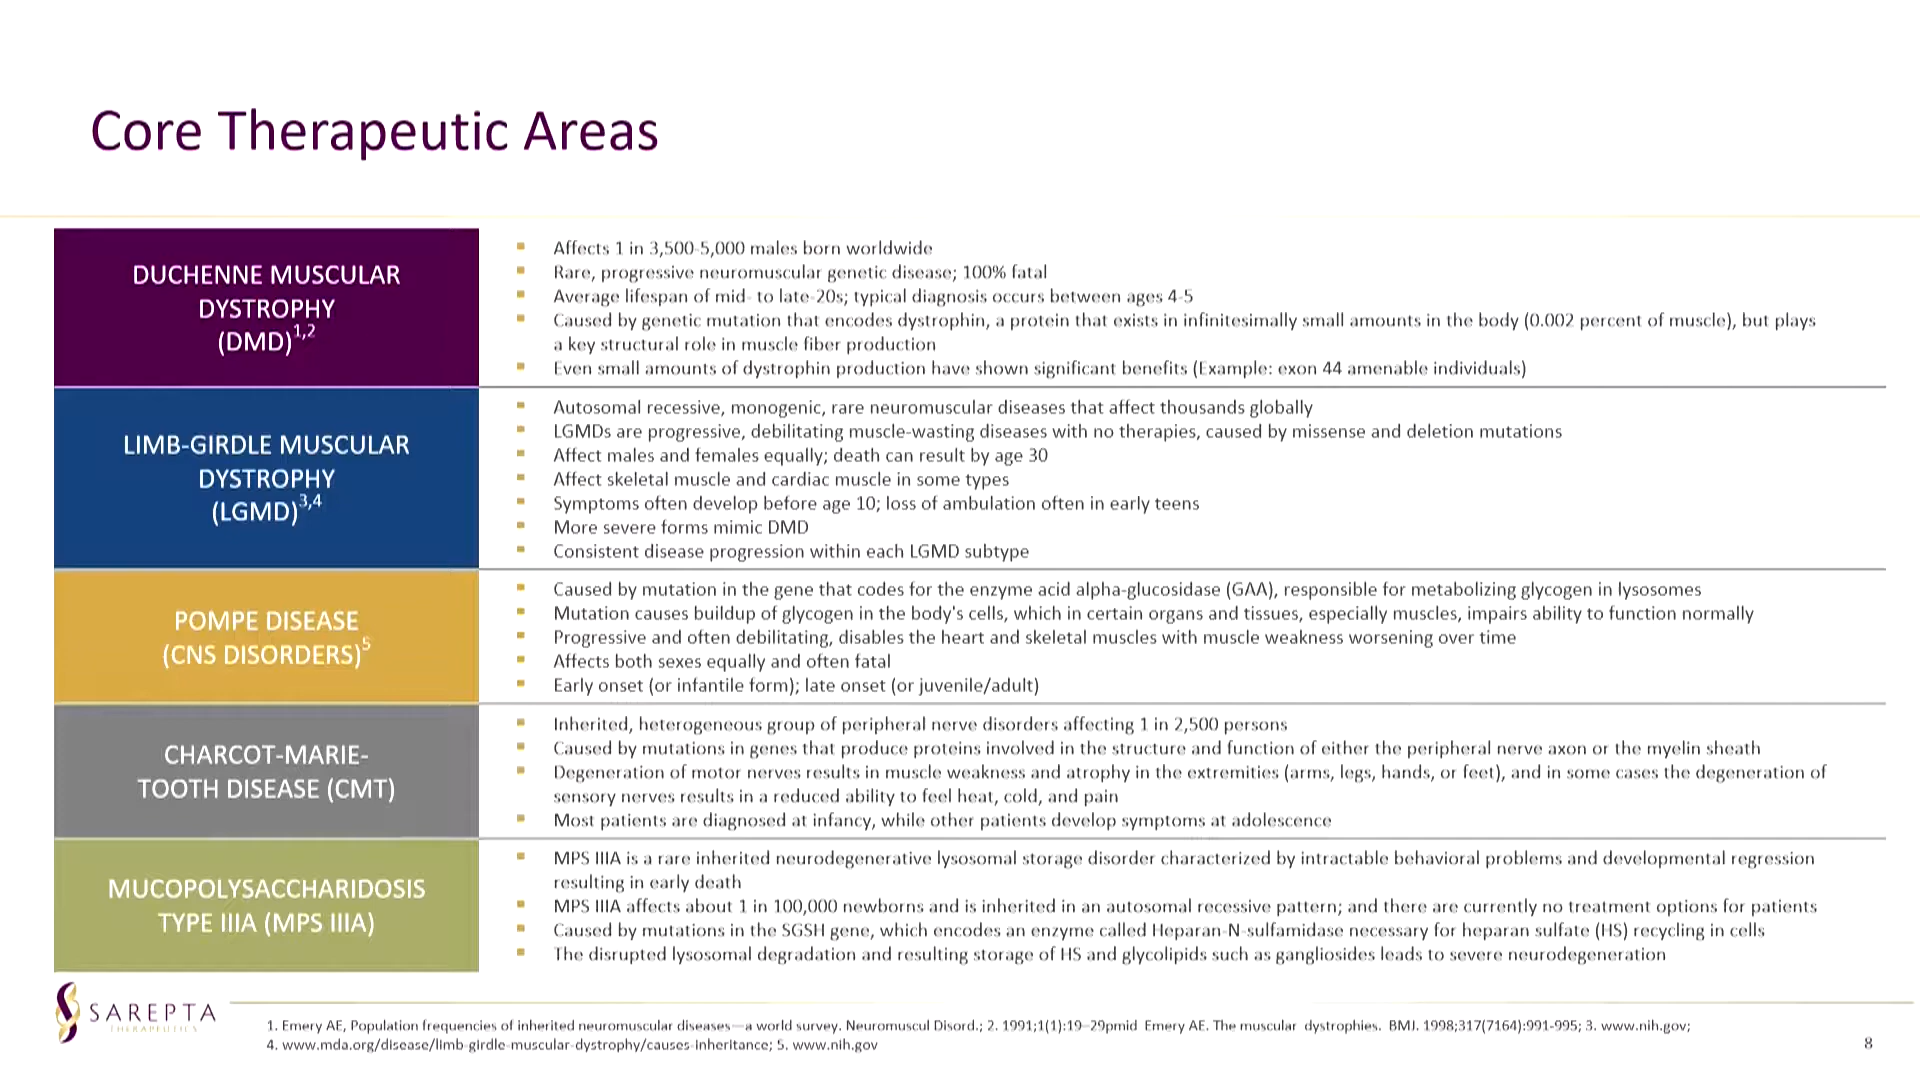 Core Therapeutic Areas
DUCHENNE MUSCULAR
DYSTROPHY
(DMD)1,2
Affects 1 in 3,500-5,000 males born worldwide
Rare, progressive neuromuscular genetic disease; 100% fatal
Average lifespan of mid- to late-20s; typical diagnosis occurs between ages 4-5
Caused by genetic mutation that encodes dystrophin, a protein that exists in infinitesimally small amounts in the body (0.002 percent of muscle), but plays
a key structural role in muscle fiber production
Even small amounts of dystrophin production have shown significant benefits (Example: exon 44 amenable individuals)
LIMB-GIRDLE MUSCULAR
DYSTROPHY
(LGMD)3,4
Autosomal recessive, monogenic, rare neuromuscular diseases that affect thousands globally
LGMDs are progressive, debilitating muscle-wasting diseases with no therapies, caused by missense and deletion mutations
Affect males and females equally; death can result by age 30
Affect skeletal muscle and cardiac muscle in some types
Symptoms often develop before age 10; loss of ambulation often in early teens
More severe forms mimic DMD
Consistent disease progression within each LGMD subtype
POMPE DISEASE
(CNS DISORDERS)5
Caused by mutation in the gene that codes for the enzyme acid alpha-glucosidase (GAA), responsible for metabolizing glycogen in lysosomes
Mutation causes buildup of glycogen in the body's cells, which in certain organs and tissues, especially muscles, impairs ability to function normally
Progressive and often debilitating, disables the heart and skeletal muscles with muscle weakness worsening over time
Affects both sexes equally and often fatal
Early onset (or infantile form); late onset (or juvenile/adult)
CHARCOT-MARIE-
TOOTH DISEASE (CMT)
Inherited, heterogeneous group of peripheral nerve disorders affecting 1 in 2,500 persons
Caused by mutations in genes that produce proteins involved in the structure and function of either the peripheral nerve axon or the myelin sheath
Degeneration of motor nerves results in muscle weakness and atrophy in the extremities (arms, legs, hands, or feet), and in some cases the degeneration of
sensory nerves results in a reduced ability to feel heat, cold, and pain
Most patients are diagnosed at infancy, while other patients develop symptoms at adolescence
MUCOPOLYSACCHARIDOSIS
TYPE IIIA (MPS IIIA)
MPS IIIA is a rare inherited neurodegenerative lysosomal storage disorder characterized by intractable behavioral problems and developmental regression
resulting in early death
MPS IIIA affects about 1 in 100,000 newborns and is inherited in an autosomal recessive pattern; and there are currently no treatment options for patients
Caused by mutations in the SGSH gene, which encodes an enzyme called Heparan-N-sulfamidase necessary for heparan sulfate (HS) recycling in cells
The disrupted lysosomal degradation and resulting storage of HS and glycolipids such as gangliosides leads to severe neurodegeneration
SAREPTA
THERAPEUTICS
1. Emery AE, Population frequencies of inherited neuromuscular diseases—a world survey. Neuromuscul Disord.; 2. 1991;1(1):19–29pmid Emery AE. The muscular dystrophies. BMJ. 1998;317(7164):991-995; 3. www.nih.gov;
4. www.mda.org/disease/limb-girdle-muscular-dystrophy/causes-inheritance; 5. www.nih.gov
8